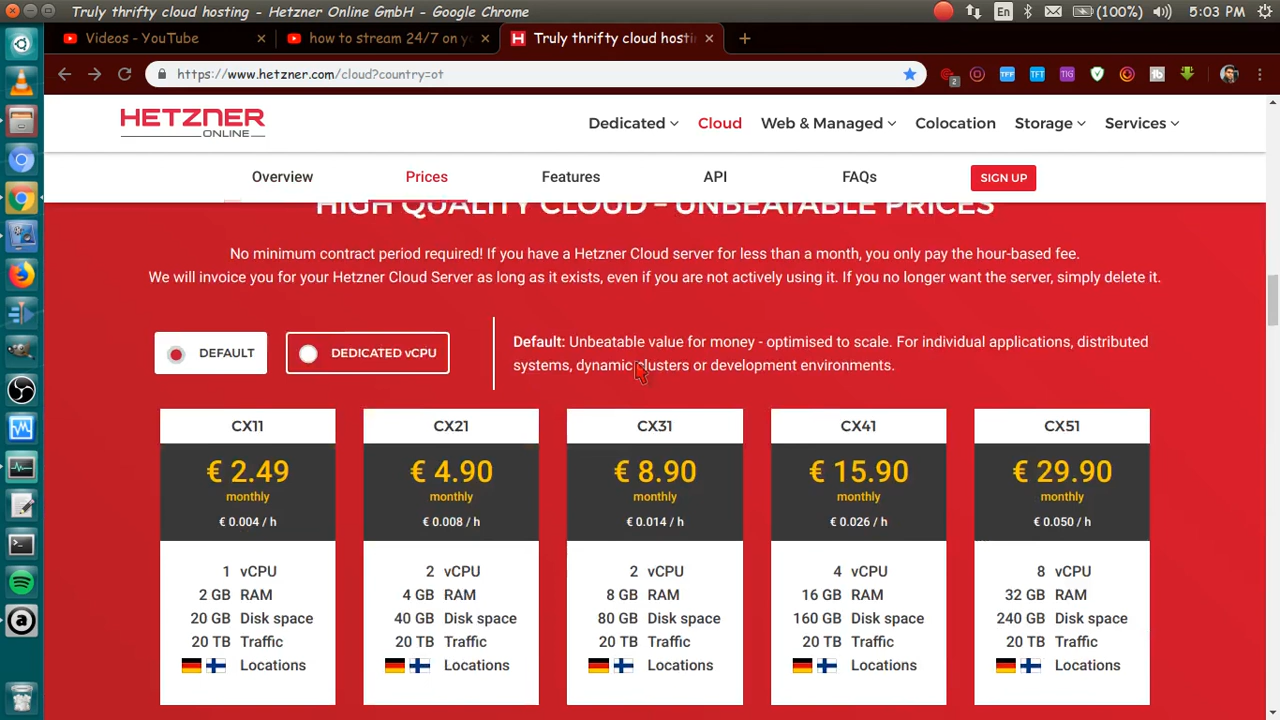 Truly thrifty cloud hosting - Hetzner Online GmbH - Google Chrome
En
(100%)
5:03 PM
Videos - YouTube
how to stream 24/7 on yo
Truly thrifty cloud hosti
https://www.hetzner.com/cloud?country=ot
2
TFF
TFT
TIG
HETZNER
ONLINE
Dedicated
Cloud
Web & Managed
Colocation
Storage
Services
Overview
Prices
Features
API
FAQs
SIGN UP
HIGH QUALITY CLOUD – UNBEATABLE PRICES
No minimum contract period required! If you have a Hetzner Cloud server for less than a month, you only pay the hour-based fee.
We will invoice you for your Hetzner Cloud Server as long as it exists, even if you are not actively using it. If you no longer want the server, simply delete it.
DEFAULT
DEDICATED vCPU
Default: Unbeatable value for money - optimised to scale. For individual applications, distributed
systems, dynamic clusters or development environments.
CX11
€ 2.49
monthly
€ 0.004 / h
1 vCPU
2 GB RAM
20 GB Disk space
20 TB Traffic
Locations
CX21
€ 4.90
monthly
€ 0.008 / h
2 vCPU
4 GB RAM
40 GB Disk space
20 TB Traffic
Locations
CX31
€ 8.90
monthly
€ 0.014 / h
2 vCPU
8 GB RAM
80 GB Disk space
20 TB Traffic
Locations
CX41
€ 15.90
monthly
€ 0.026 / h
4 vCPU
16 GB RAM
160 GB Disk space
20 TB Traffic
Locations
CX51
€ 29.90
monthly
€ 0.050 / h
8 vCPU
32 GB RAM
240 GB Disk space
20 TB Traffic
Locations